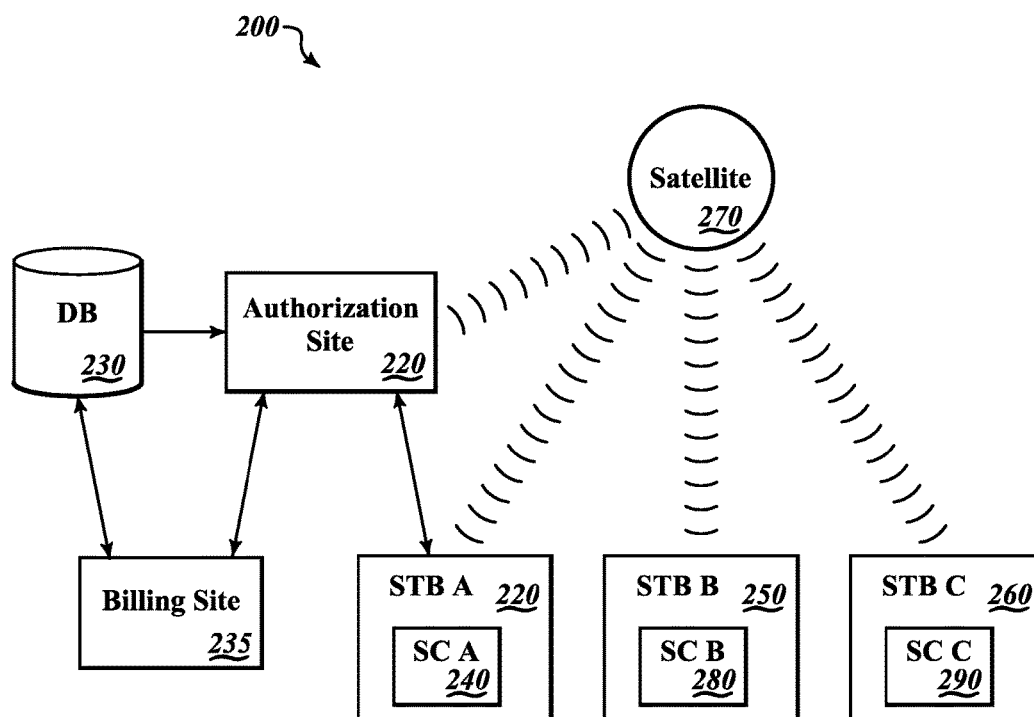 200
Satellite
270
DB
230
Authorization
Site
220
Billing Site
235
STB A
220
SC A
240
STB B
250
SC B
280
STB C
260
SC C
290